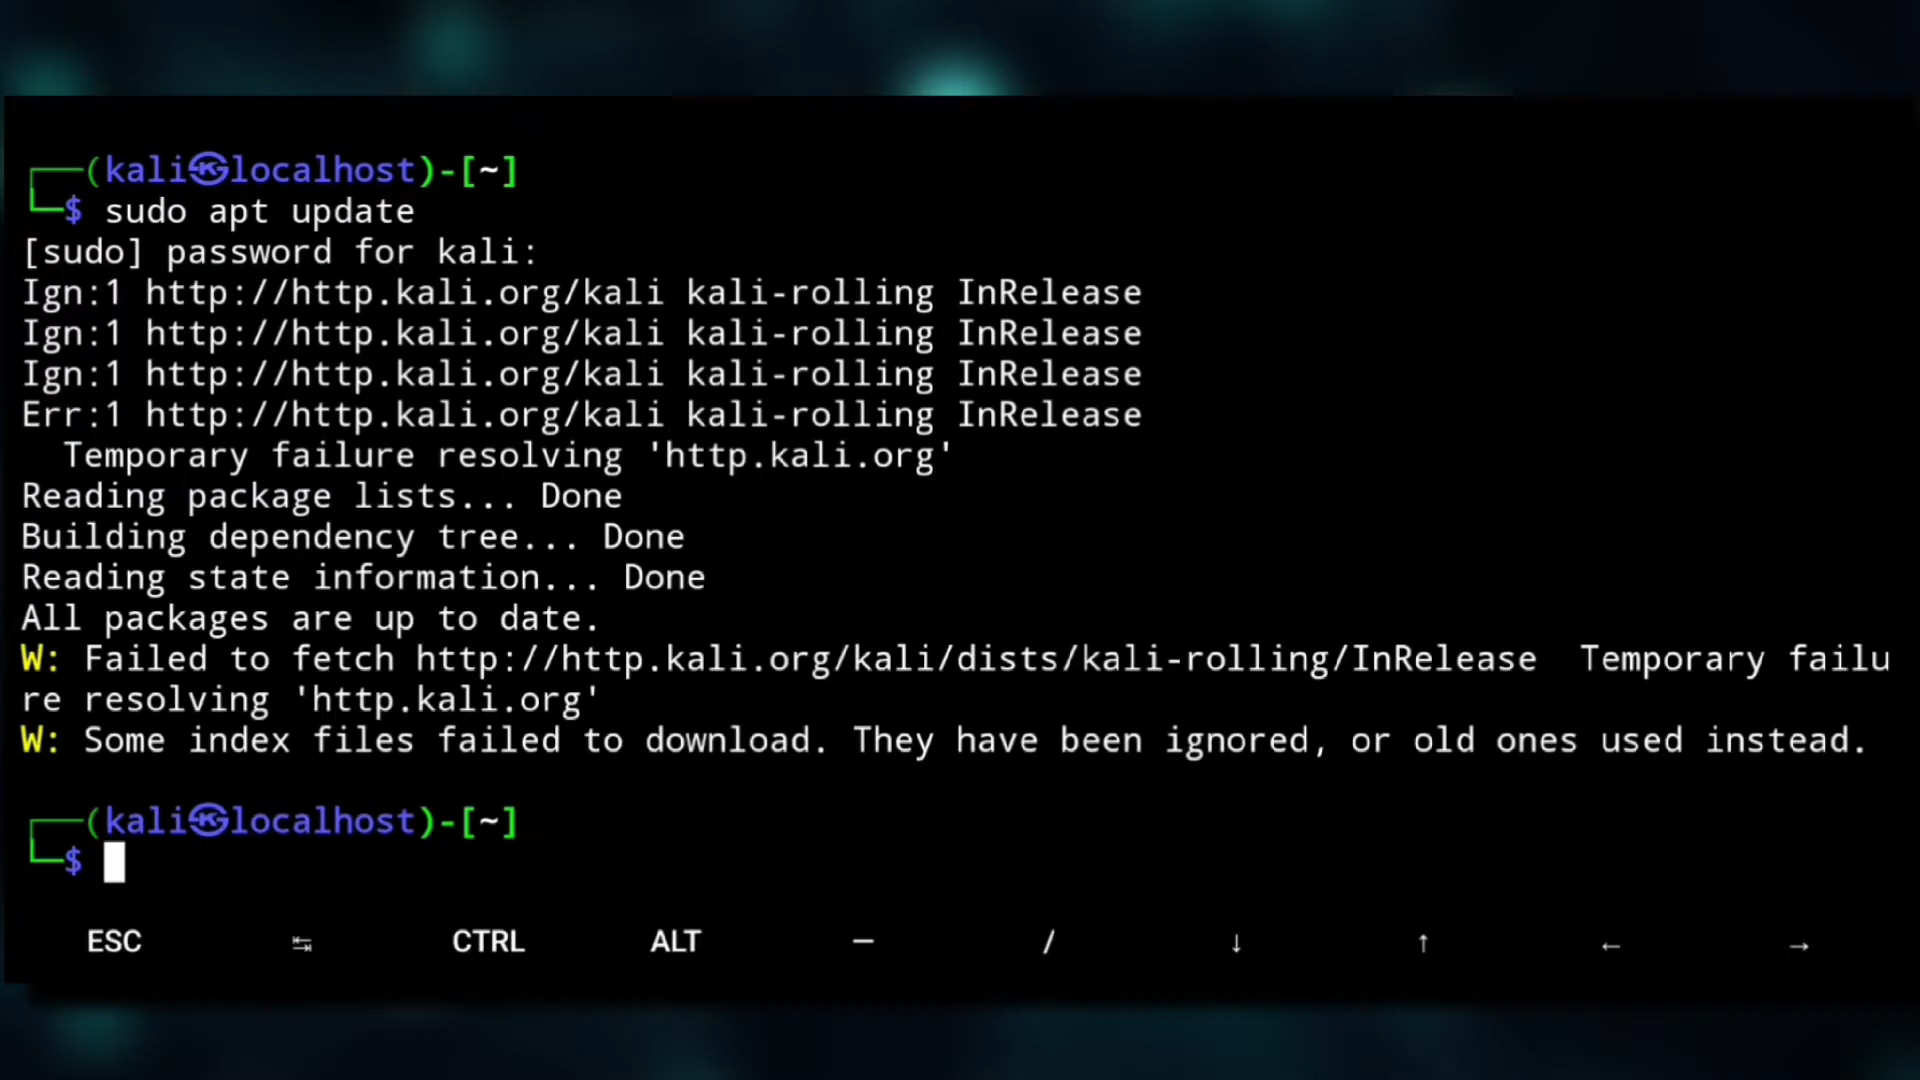 ┌──(kali㉿localhost)-[~]
└─$ sudo apt update
[sudo] password for kali:
Ign:1 http://http.kali.org/kali kali-rolling InRelease
Ign:1 http://http.kali.org/kali kali-rolling InRelease
Ign:1 http://http.kali.org/kali kali-rolling InRelease
Err:1 http://http.kali.org/kali kali-rolling InRelease
  Temporary failure resolving 'http.kali.org'
Reading package lists... Done
Building dependency tree... Done
Reading state information... Done
All packages are up to date.
W: Failed to fetch http://http.kali.org/kali/dists/kali-rolling/InRelease  Temporary failu
re resolving 'http.kali.org'
W: Some index files failed to download. They have been ignored, or old ones used instead.
┌──(kali㉿localhost)-[~]
└─$
ESC ↹ CTRL ALT — / ↓ ↑ ← →